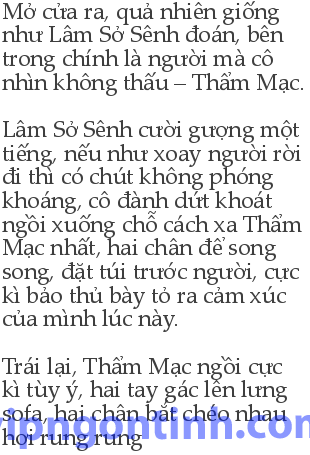 Mở cửa ra, quả nhiên giống
như Lâm Sở Sênh đoán, bên
trong chính là người mà cô
nhìn không thấu – Thẩm Mạc.
Lâm Sở Sênh cười gượng một
tiếng, nếu như xoay người rời
đi thì có chút không phóng
khoáng, cô đành dứt khoát
ngồi xuống chỗ cách xa Thẩm
Mạc nhất, hai chân để song
song, đặt túi trước người, cực
kì bảo thủ bày tỏ ra cảm xúc
của mình lúc này.
Trái lại, Thẩm Mạc ngồi cực
kì tùy ý, hai tay gác lên lưng
sofa, hai chân bắt chéo nhau
hơi rung rung
vipngontinh.com